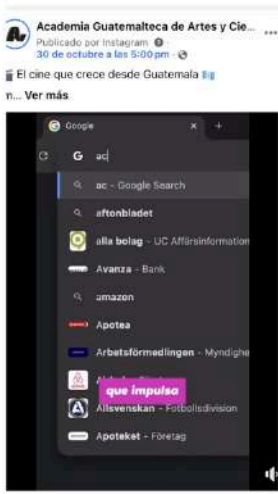 Academia Guatemalteca de Artes y Cie...
Publicado por Instagram
30 de octubre a las 5:00 pm ·
El cine que crece desde Guatemala
n... Ver más
Google
G ac
ac - Google Search
aftonbladet
alla bolag - UC Affärsinformation
Avanza - Bank
amazon
Apotea
Arbetsförmedlingen - Myndighe
que impulsa
Allsvenskan - Fotbollsdivision
Apoteket - Företag